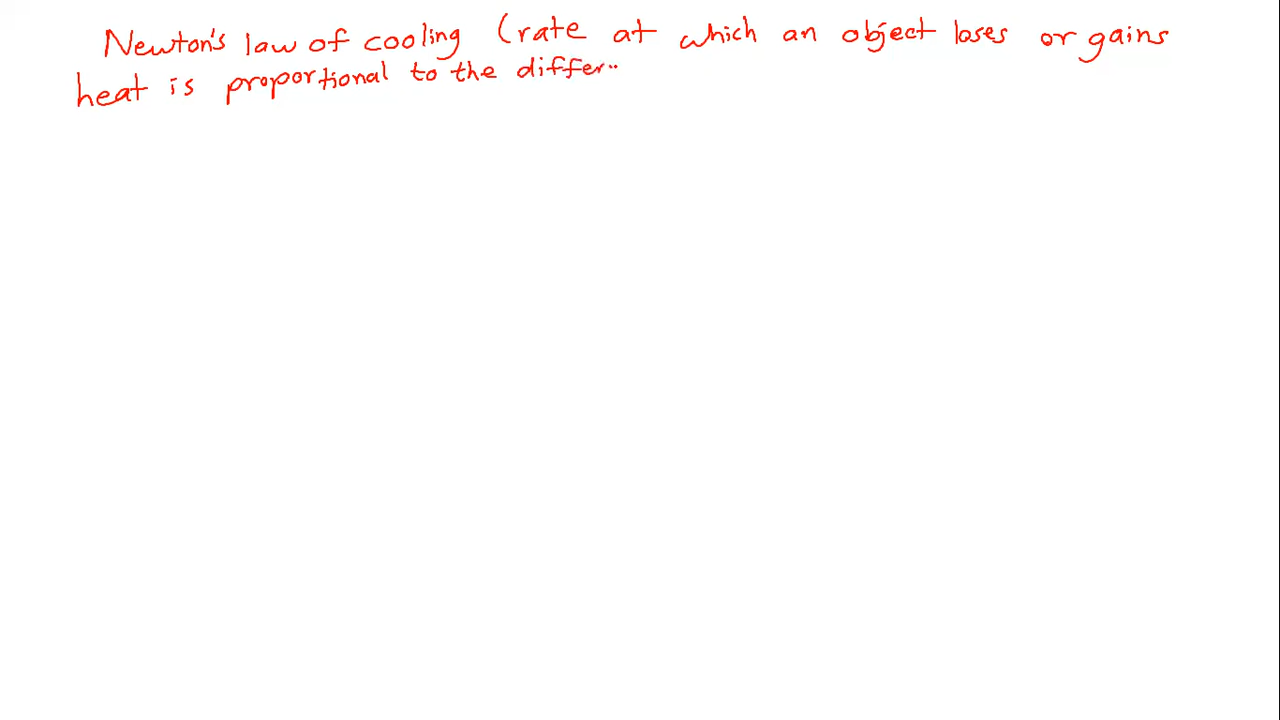 Newton's law of cooling (rate at which an object loses or gains
heat is proportional to the differ